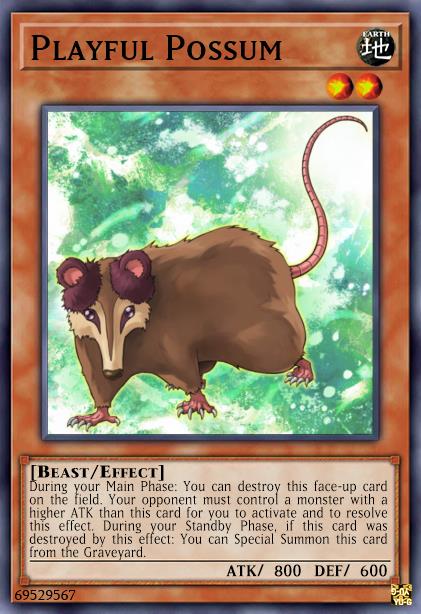 Playful Possum
EARTH
地
[Beast/Effect]
During your Main Phase: You can destroy this face-up card
on the field. Your opponent must control a monster with a
higher ATK than this card for you to activate and to resolve
this effect. During your Standby Phase, if this card was
destroyed by this effect: You can Special Summon this card
from the Graveyard.
ATK/ 800 DEF/ 600
69529567